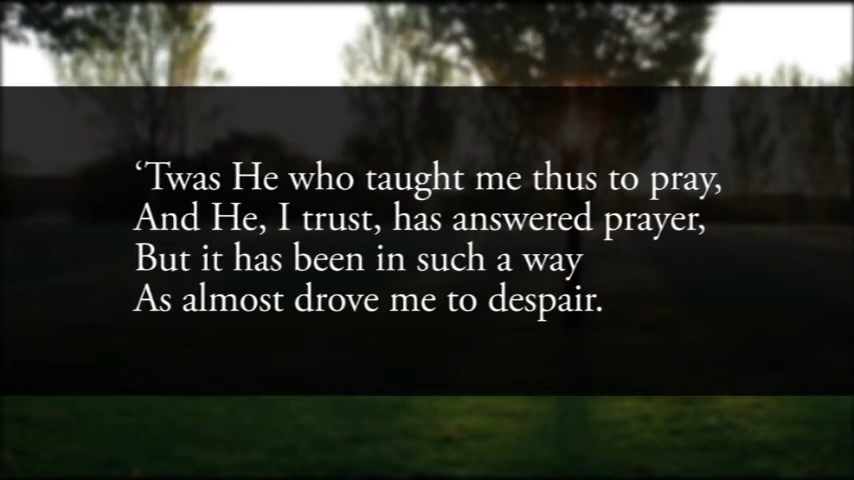 ‘Twas He who taught me thus to pray,
And He, I trust, has answered prayer,
But it has been in such a way
As almost drove me to despair.